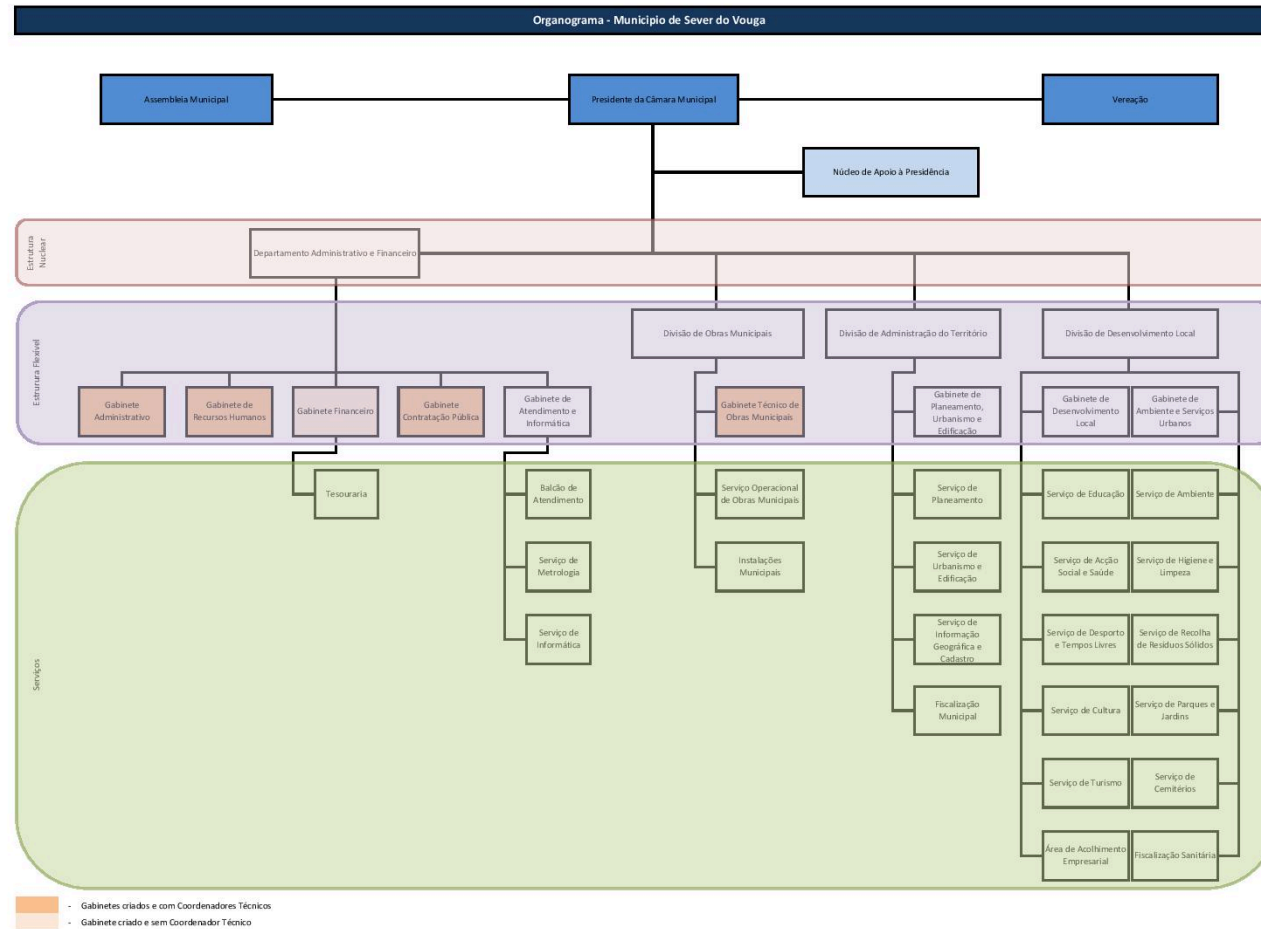 Organograma - Municipio de Sever do Vouga
Assembleia Municipal
Presidente da Câmara Municipal
Vereação
Núcleo de Apoio à Presidência
Estrutura
Nuclear
Departamento Administrativo e Financeiro
Estrurura Flexível
Divisão de Obras Municipais
Divisão de Administração do Território
Divisão de Desenvolvimento Local
Gabinete
Administrativo
Gabinete de
Recursos Humanos
Gabinete Financeiro
Gabinete
Contratação Pública
Gabinete de
Atendimento e
Informática
Gabinete Técnico de
Obras Municipais
Gabinete de
Planeamento,
Urbanismo e
Edificação
Gabinete de
Desenvolvimento
Local
Gabinete de
Ambiente e Serviços
Urbanos
Serviços
Tesouraria
Balcão de
Atendimento
Serviço Operacional
de Obras Municipais
Serviço de
Planeamento
Serviço de Educação
Serviço de Ambiente
Serviço de
Metrologia
Instalações
Municipais
Serviço de
Urbanismo e
Edificação
Serviço de Acção
Social e Saúde
Serviço de Higiene e
Limpeza
Serviço de
Informática
Serviço de
Informação
Geográfica e
Cadastro
Serviço de Desporto
e Tempos Livres
Serviço de Recolha
de Resíduos Sólidos
Fiscalização
Municipal
Serviço de Cultura
Serviço de Parques e
Jardins
Serviço de Turismo
Serviço de
Cemitérios
Área de Acolhimento
Empresarial
Fiscalização Sanitária
- Gabinetes criados e com Coordenadores Técnicos
- Gabinete criado e sem Coordenador Técnico